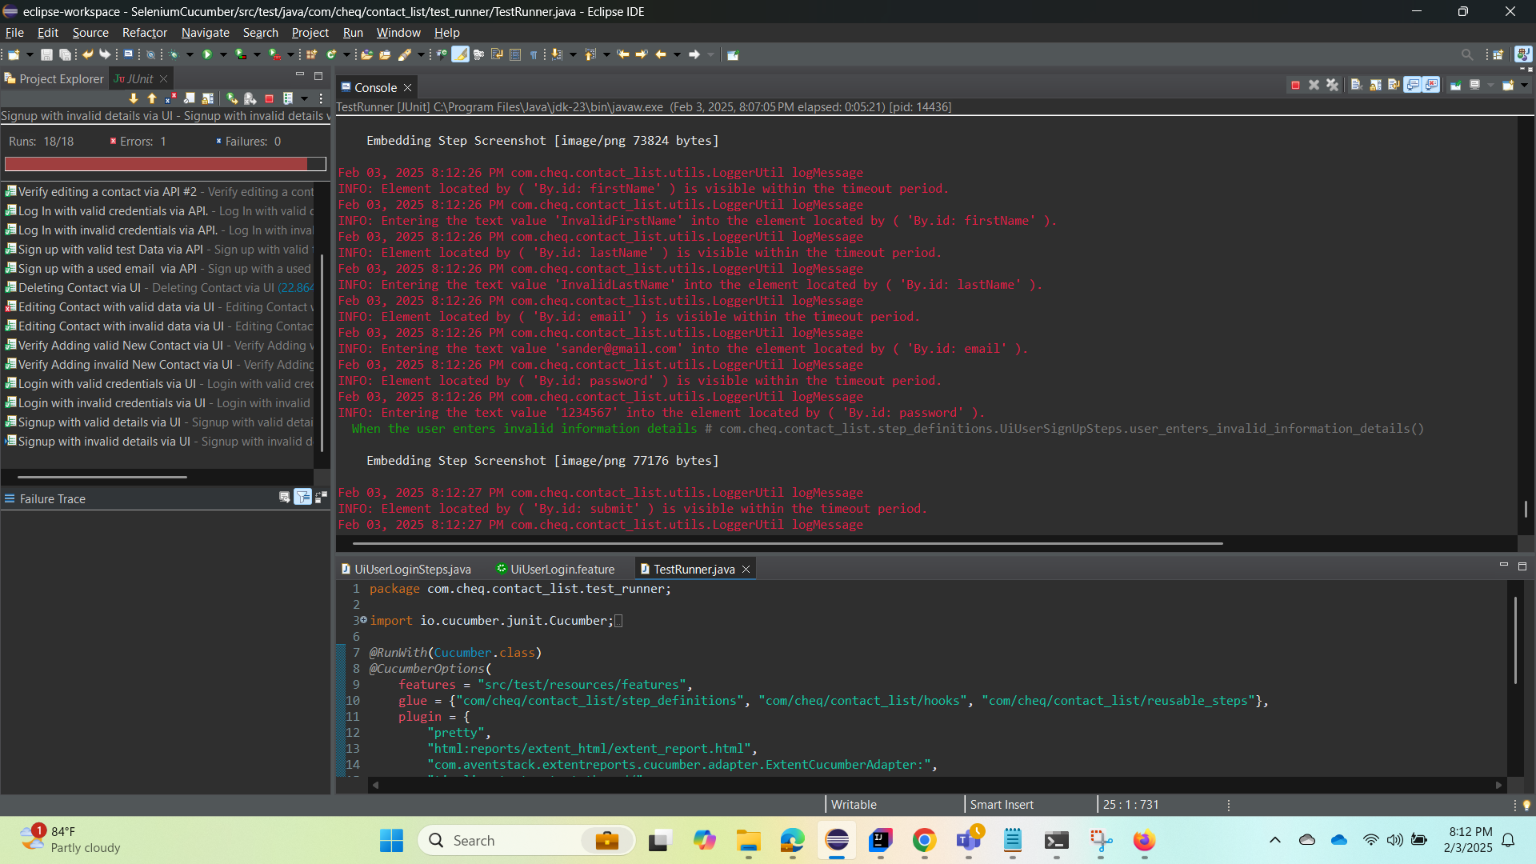 eclipse-workspace - SeleniumCucumber/src/test/java/com/cheq/contact_list/test_runner/TestRunner.java - Eclipse IDE
File Edit Source Refactor Navigate Search Project Run Window Help
Project Explorer JUnit
Signup with invalid details via UI - Signup with invalid details v
Runs: 18/18 Errors: 1 Failures: 0
Verify editing a contact via API #2 - Verify editing a cont
Log In with valid credentials via API. - Log In with valid c
Log In with invalid credentials via API. - Log In with inva
Sign up with valid test Data via API - Sign up with valid
Sign up with a used email via API - Sign up with a used
Deleting Contact via UI - Deleting Contact via UI (22.864
Editing Contact with valid data via UI - Editing Contact v
Editing Contact with invalid data via UI - Editing Contac
Verify Adding valid New Contact via UI - Verify Adding v
Verify Adding invalid New Contact via UI - Verify Adding
Login with valid credentials via UI - Login with valid cre
Login with invalid credentials via UI - Login with invalid
Signup with valid details via UI - Signup with valid detai
Signup with invalid details via UI - Signup with invalid d
Failure Trace
Console
TestRunner [JUnit] C:\Program Files\Java\jdk-23\bin\javaw.exe (Feb 3, 2025, 8:07:05 PM elapsed: 0:05:21) [pid: 14436]
Embedding Step Screenshot [image/png 73824 bytes]
Feb 03, 2025 8:12:26 PM com.cheq.contact_list.utils.LoggerUtil logMessage
INFO: Element located by ( 'By.id: firstName' ) is visible within the timeout period.
Feb 03, 2025 8:12:26 PM com.cheq.contact_list.utils.LoggerUtil logMessage
INFO: Entering the text value 'InvalidFirstName' into the element located by ( 'By.id: firstName' ).
Feb 03, 2025 8:12:26 PM com.cheq.contact_list.utils.LoggerUtil logMessage
INFO: Element located by ( 'By.id: lastName' ) is visible within the timeout period.
Feb 03, 2025 8:12:26 PM com.cheq.contact_list.utils.LoggerUtil logMessage
INFO: Entering the text value 'InvalidLastName' into the element located by ( 'By.id: lastName' ).
Feb 03, 2025 8:12:26 PM com.cheq.contact_list.utils.LoggerUtil logMessage
INFO: Element located by ( 'By.id: email' ) is visible within the timeout period.
Feb 03, 2025 8:12:26 PM com.cheq.contact_list.utils.LoggerUtil logMessage
INFO: Entering the text value 'sander@gmail.com' into the element located by ( 'By.id: email' ).
Feb 03, 2025 8:12:26 PM com.cheq.contact_list.utils.LoggerUtil logMessage
INFO: Element located by ( 'By.id: password' ) is visible within the timeout period.
Feb 03, 2025 8:12:26 PM com.cheq.contact_list.utils.LoggerUtil logMessage
INFO: Entering the text value '1234567' into the element located by ( 'By.id: password' ).
When the user enters invalid information details # com.cheq.contact_list.step_definitions.UiUserSignUpSteps.user_enters_invalid_information_details()
Embedding Step Screenshot [image/png 77176 bytes]
Feb 03, 2025 8:12:27 PM com.cheq.contact_list.utils.LoggerUtil logMessage
INFO: Element located by ( 'By.id: submit' ) is visible within the timeout period.
Feb 03, 2025 8:12:27 PM com.cheq.contact_list.utils.LoggerUtil logMessage
UiUserLoginSteps.java UiUserLogin.feature TestRunner.java
1 package com.cheq.contact_list.test_runner;
2
3 import io.cucumber.junit.Cucumber;
6
7 @RunWith(Cucumber.class)
8 @CucumberOptions(
9 features = "src/test/resources/features",
10 glue = {"com/cheq/contact_list/step_definitions", "com/cheq/contact_list/hooks", "com/cheq/contact_list/reusable_steps"},
11 plugin = {
12 "pretty",
13 "html:reports/extent_html/extent_report.html",
14 "com.aventstack.extentreports.cucumber.adapter.ExtentCucumberAdapter:",
Writable Smart Insert 25 : 1 : 731
1
84°F
Partly cloudy
Search
8:12 PM
2/3/2025